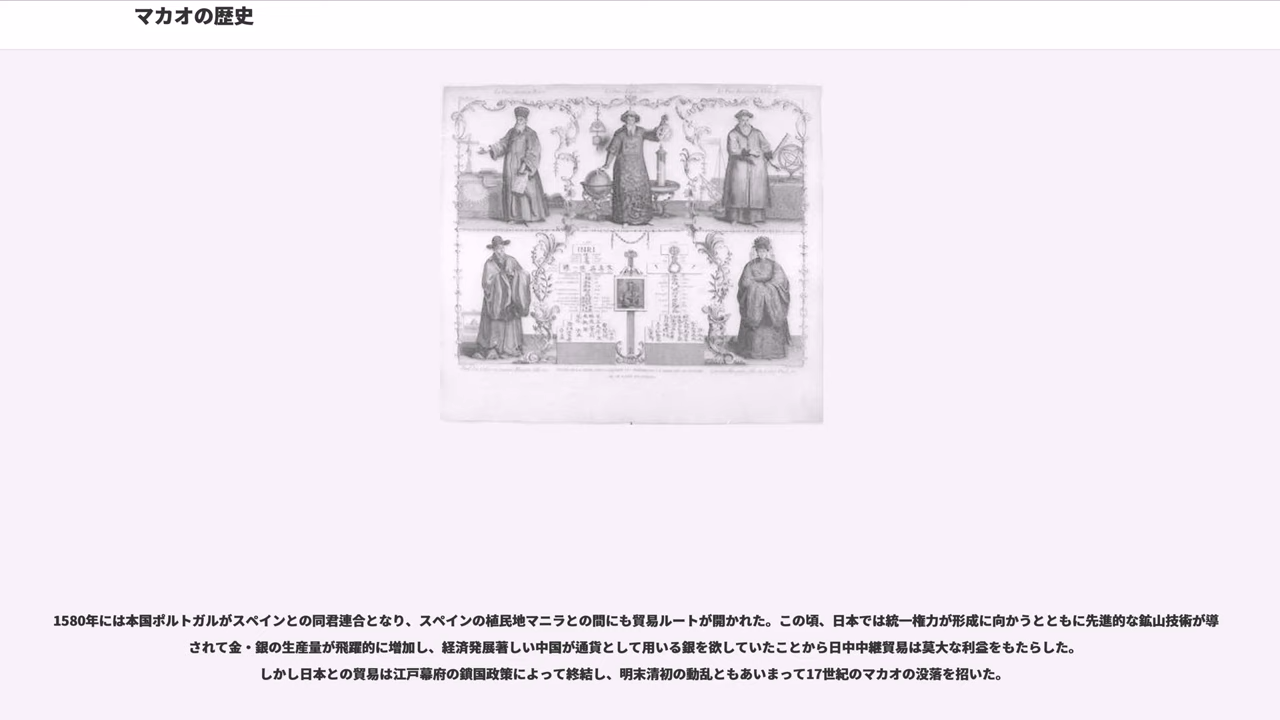 マカオの歴史
1580年には本国ポルトガルがスペインとの同君連合となり、スペインの植民地マニラとの間にも貿易ルートが開かれた。この頃、日本では統一権力が形成に向かうとともに先進的な鉱山技術が導
されて金・銀の生産量が飛躍的に増加し、経済発展著しい中国が通貨として用いる銀を欲していたことから日中中継貿易は莫大な利益をもたらした。
しかし日本との貿易は江戸幕府の鎖国政策によって終結し、明末清初の動乱ともあいまって17世紀のマカオの没落を招いた。